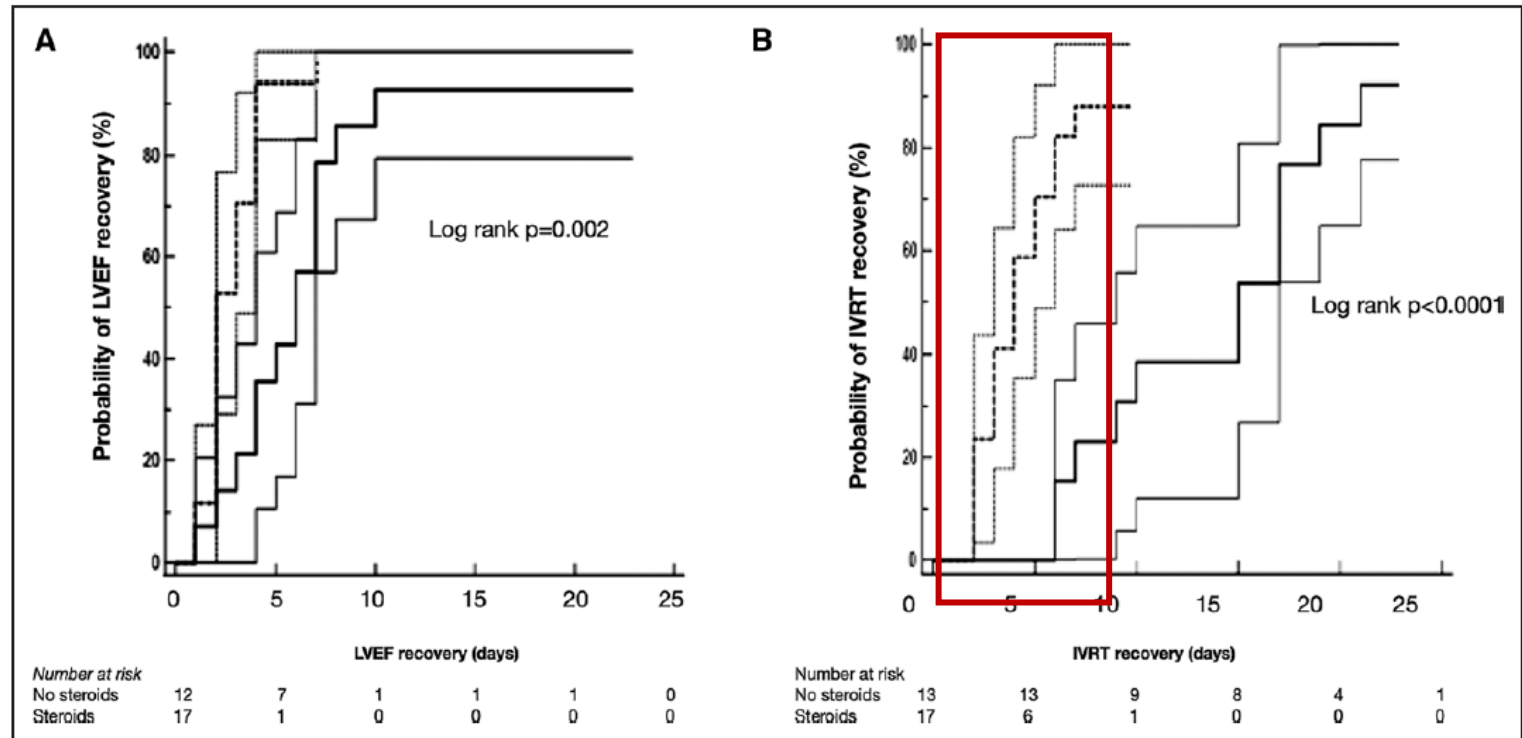 A
B
Probability of LVEF recovery (%)
100
80
60
40
20
0
Log rank p=0.002
0 5 10 15 20 25
LVEF recovery (days)
Number at risk
No steroids 12 7 1 1 1 0
Steroids 17 1 0 0 0 0
Probability of IVRT recovery (%)
100
80
60
40
20
0
Log rank p<0.0001
0 5 10 15 20 25
IVRT recovery (days)
Number at risk
No steroids 13 13 9 8 4 1
Steroids 17 6 1 0 0 0